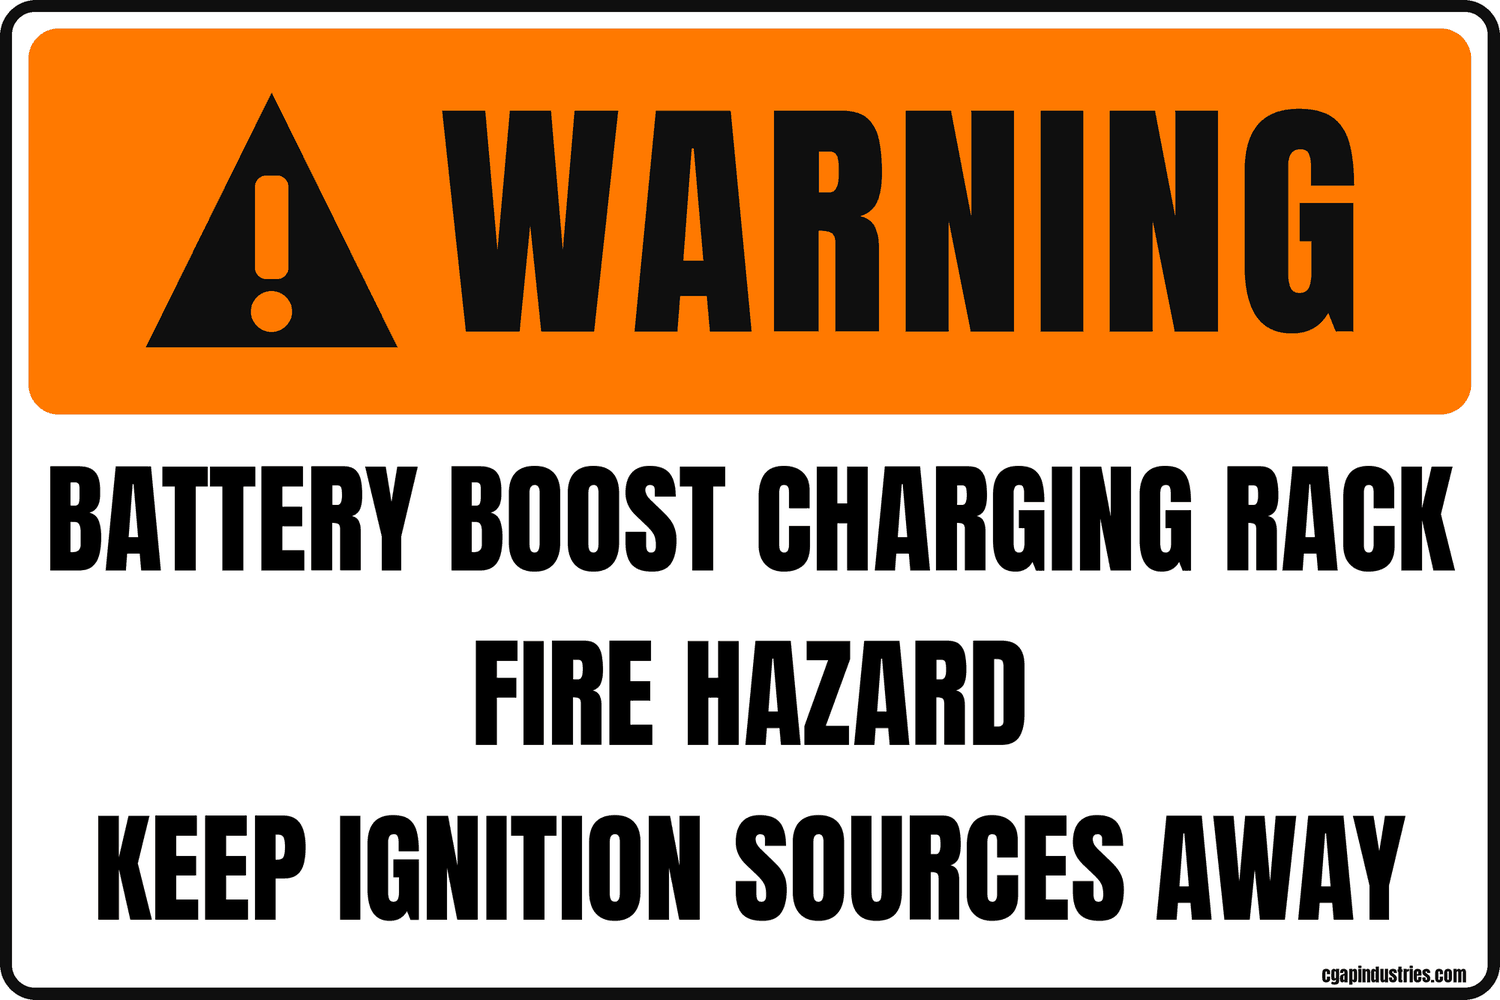 WARNING
BATTERY BOOST CHARGING RACK
FIRE HAZARD
KEEP IGNITION SOURCES AWAY
cgapindustries.com